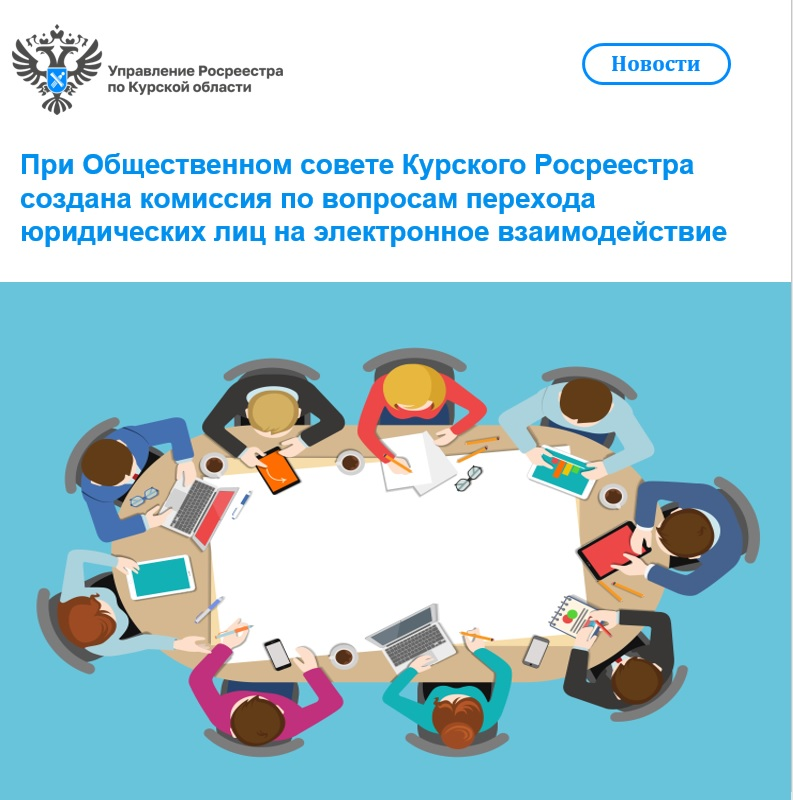 Управление Росреестра
по Курской области
Новости
При Общественном совете Курского Росреестра
создана комиссия по вопросам перехода
юридических лиц на электронное взаимодействие